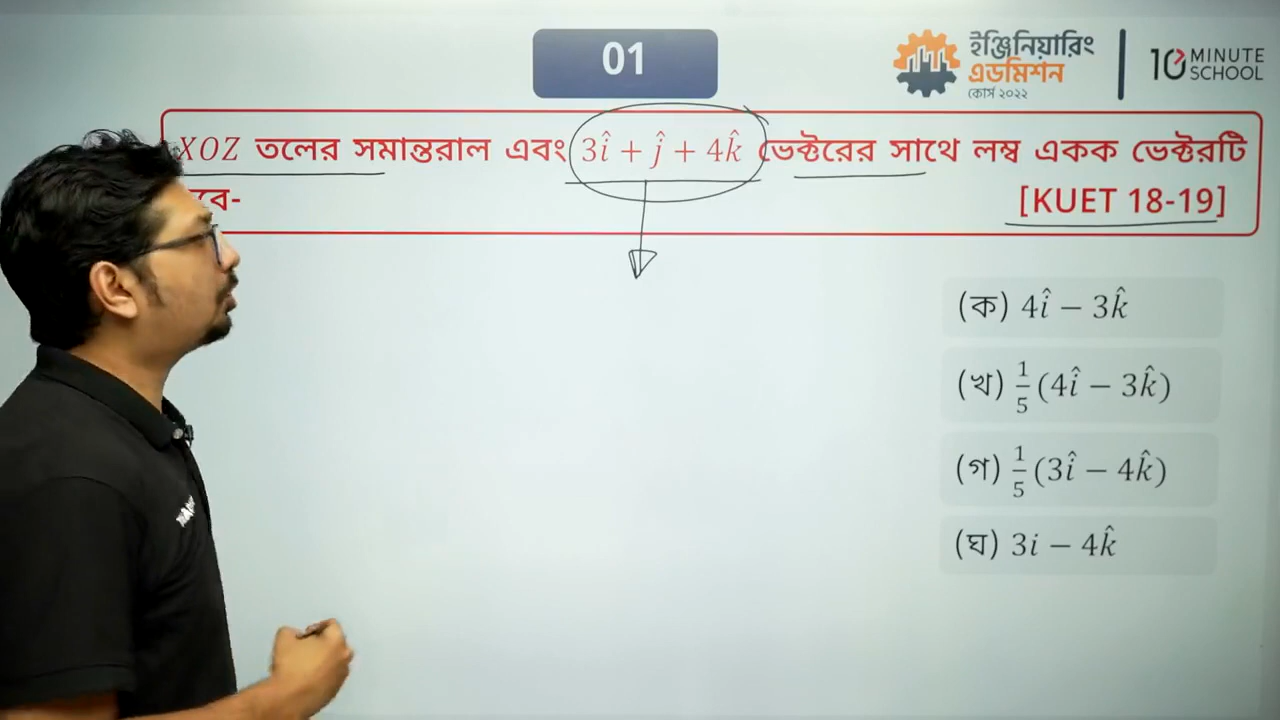 01
ইঞ্জিনিয়ারিং
এডমিশন
কোর্স ২০২২
10 MINUTE
SCHOOL
XOZ তলের সমান্তরাল এবং 3î + ĵ + 4k̂ ভেক্টরের সাথে লম্ব একক ভেক্টরটি
বে-
[KUET 18-19]
(ক) 4î − 3k̂
(খ) 1/5 (4î − 3k̂)
(গ) 1/5 (3î − 4k̂)
(ঘ) 3i − 4k̂